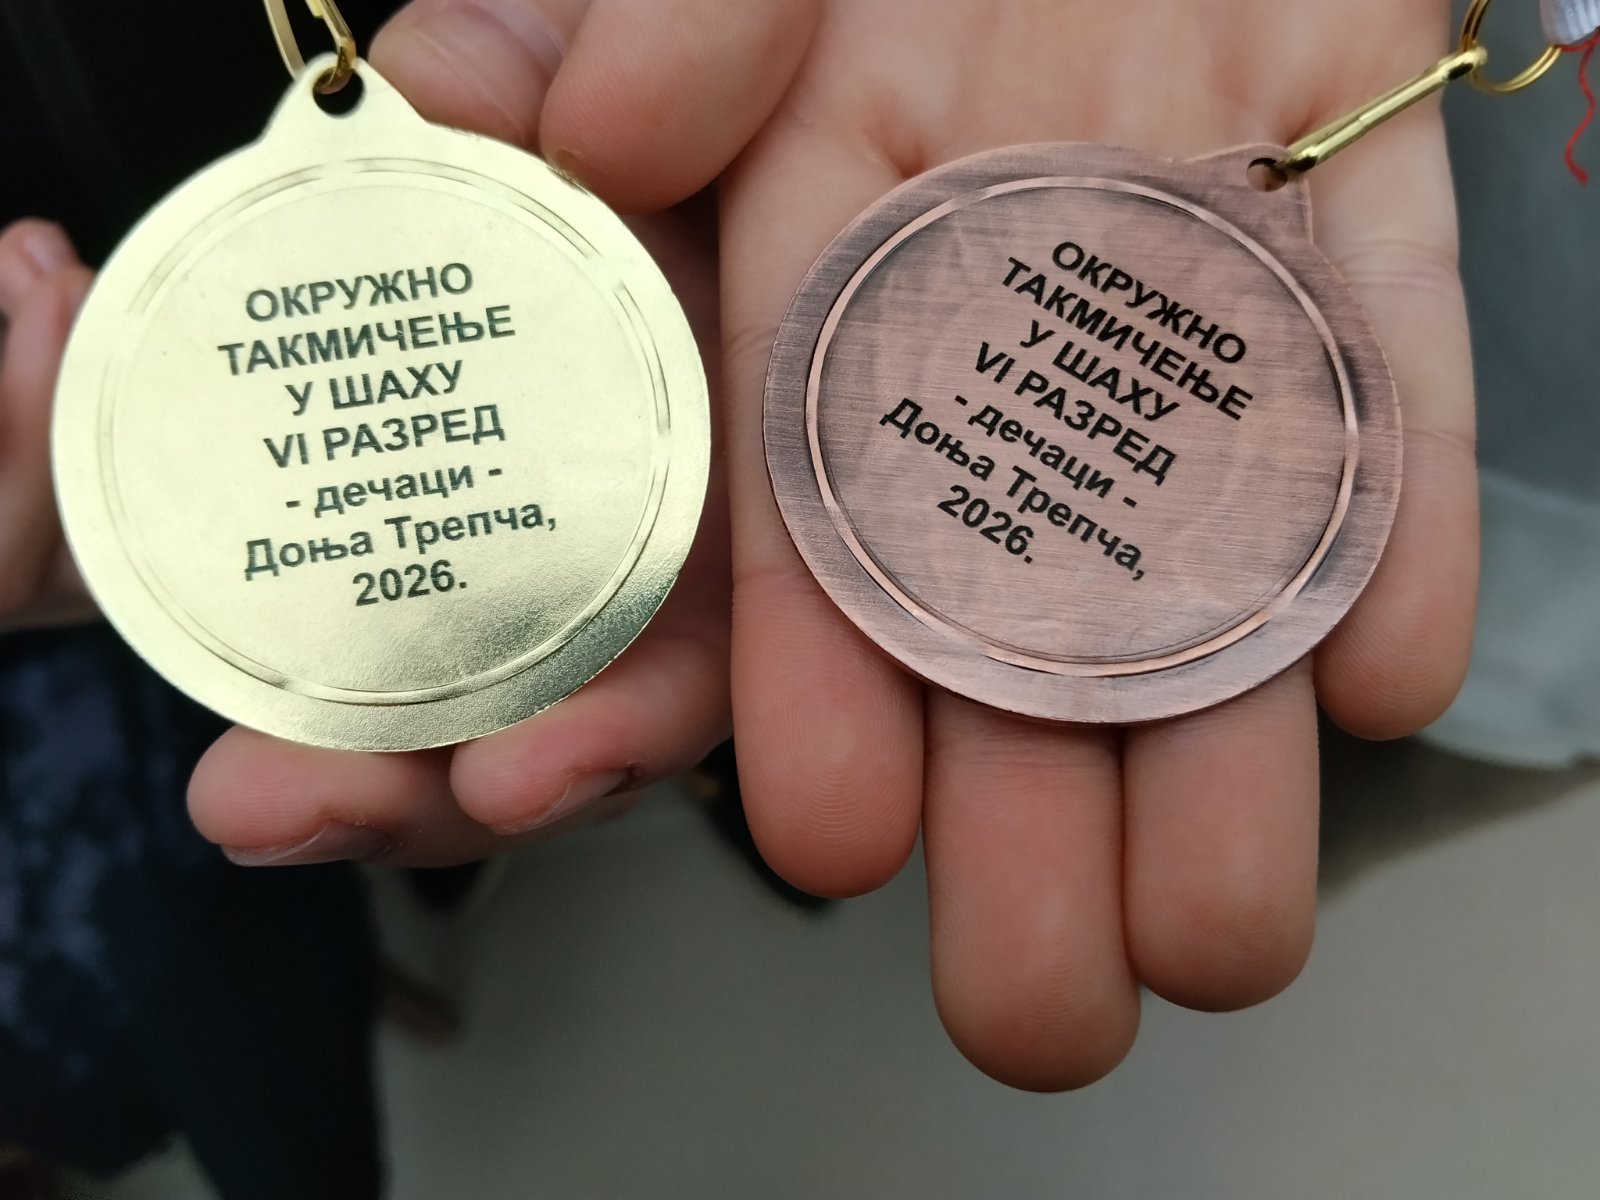 ОКРУЖНО
ТАКМИЧЕЊЕ
У ШАХУ
VI РАЗРЕД
- дечаци -
Доња Трепча,
2026.
ОКРУЖНО
ТАКМИЧЕЊЕ
У ШАХУ
VI РАЗРЕД
- дечаци -
Доња Трепча,
2026.